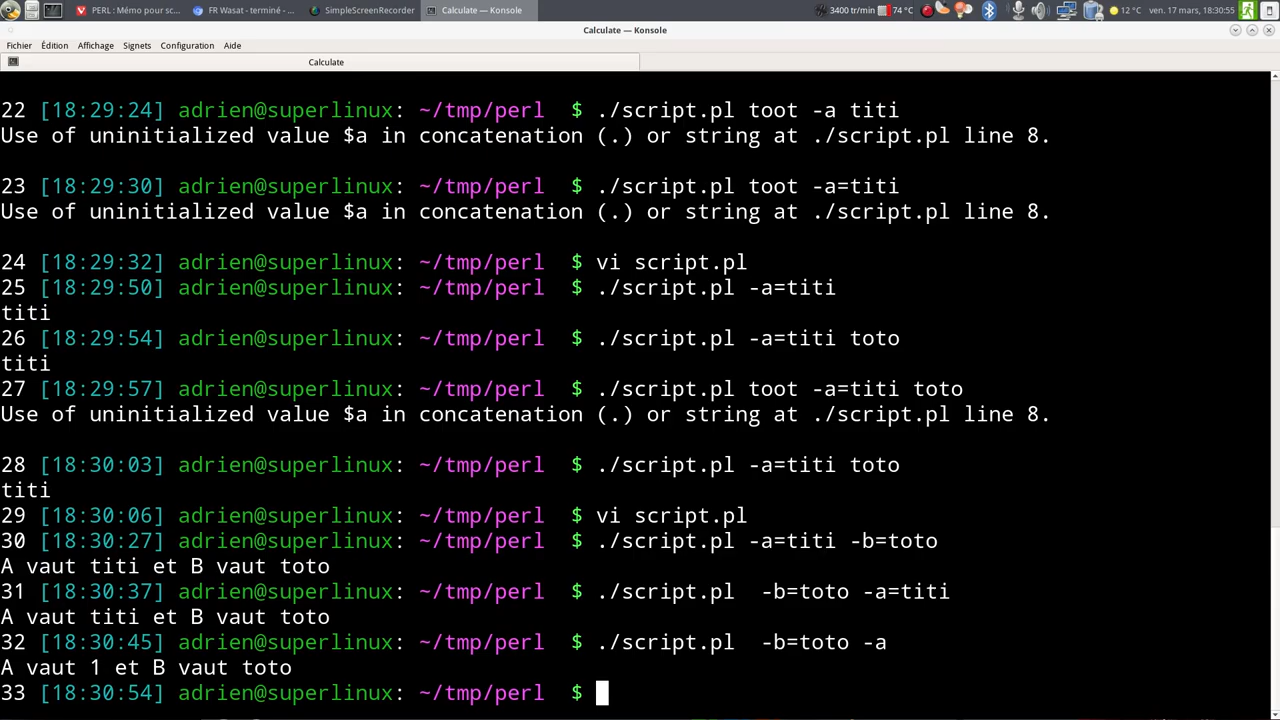 PERL : Mémo pour sc...
FR Wasat - terminé - ...
SimpleScreenRecorder
Calculate — Konsole
3400 tr/min
74 °C
12 °C
ven. 17 mars, 18:30:55
Calculate — Konsole
Fichier Édition Affichage Signets Configuration Aide
Calculate
22 [18:29:24] adrien@superlinux: ~/tmp/perl $ ./script.pl toot -a titi
Use of uninitialized value $a in concatenation (.) or string at ./script.pl line 8.
23 [18:29:30] adrien@superlinux: ~/tmp/perl $ ./script.pl toot -a=titi
Use of uninitialized value $a in concatenation (.) or string at ./script.pl line 8.
24 [18:29:32] adrien@superlinux: ~/tmp/perl $ vi script.pl
25 [18:29:50] adrien@superlinux: ~/tmp/perl $ ./script.pl -a=titi
titi
26 [18:29:54] adrien@superlinux: ~/tmp/perl $ ./script.pl -a=titi toto
titi
27 [18:29:57] adrien@superlinux: ~/tmp/perl $ ./script.pl toot -a=titi toto
Use of uninitialized value $a in concatenation (.) or string at ./script.pl line 8.
28 [18:30:03] adrien@superlinux: ~/tmp/perl $ ./script.pl -a=titi toto
titi
29 [18:30:06] adrien@superlinux: ~/tmp/perl $ vi script.pl
30 [18:30:27] adrien@superlinux: ~/tmp/perl $ ./script.pl -a=titi -b=toto
A vaut titi et B vaut toto
31 [18:30:37] adrien@superlinux: ~/tmp/perl $ ./script.pl  -b=toto -a=titi
A vaut titi et B vaut toto
32 [18:30:45] adrien@superlinux: ~/tmp/perl $ ./script.pl  -b=toto -a
A vaut 1 et B vaut toto
33 [18:30:54] adrien@superlinux: ~/tmp/perl $